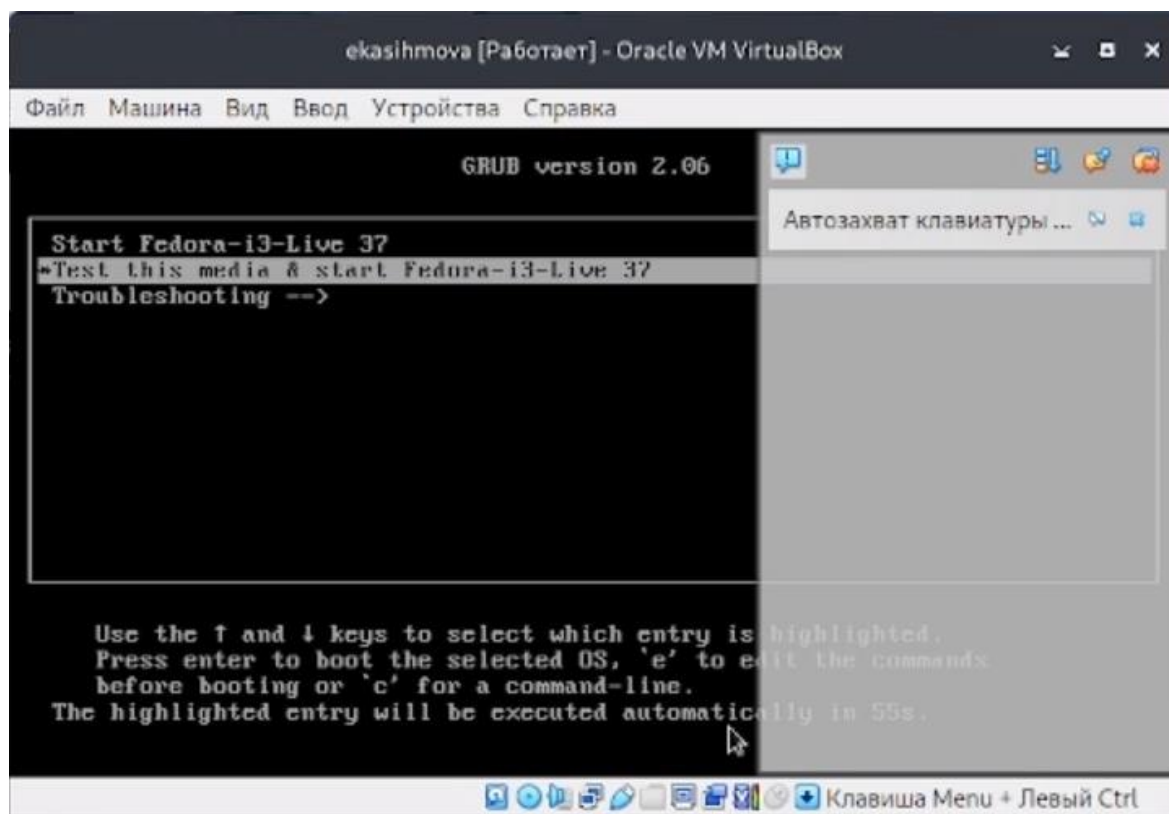 ekasihmova [Работает] - Oracle VM VirtualBox
Файл Машина Вид Ввод Устройства Справка
GRUB version 2.06
Автозахват клавиатуры ...
Start Fedora-i3-Live 37
*Test this media & start Fedora-i3-Live 37
Troubleshooting -->
Use the ↑ and ↓ keys to select which entry is highlighted.
Press enter to boot the selected OS, `e' to edit the commands
before booting or `c' for a command-line.
The highlighted entry will be executed automatically in 55s.
Клавиша Menu + Левый Ctrl